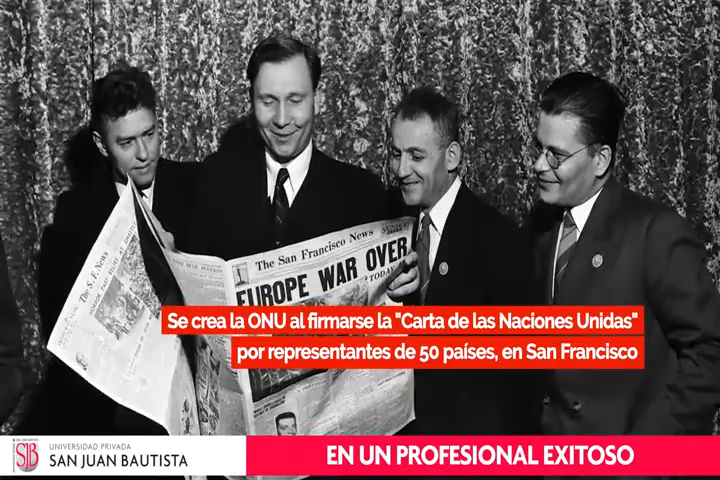 The S.F. News
The San Francisco News
EUROPE WAR OVER
TODAY
Se crea la ONU al firmarse la "Carta de las Naciones Unidas"
por representantes de 50 países, en San Francisco
SJB
UNIVERSIDAD PRIVADA
SAN JUAN BAUTISTA
EN UN PROFESIONAL EXITOSO